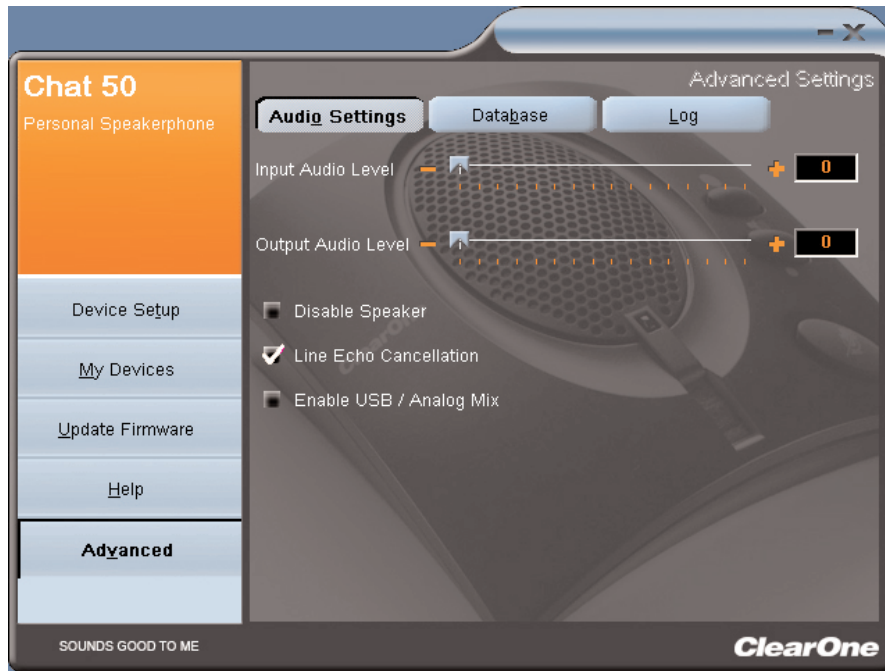 Chat 50
Personal Speakerphone
Advanced Settings
Audio Settings
Database
Log
Input Audio Level
0
Output Audio Level
0
Disable Speaker
Line Echo Cancellation
Enable USB / Analog Mix
Device Setup
My Devices
Update Firmware
Help
Advanced
SOUNDS GOOD TO ME
ClearOne